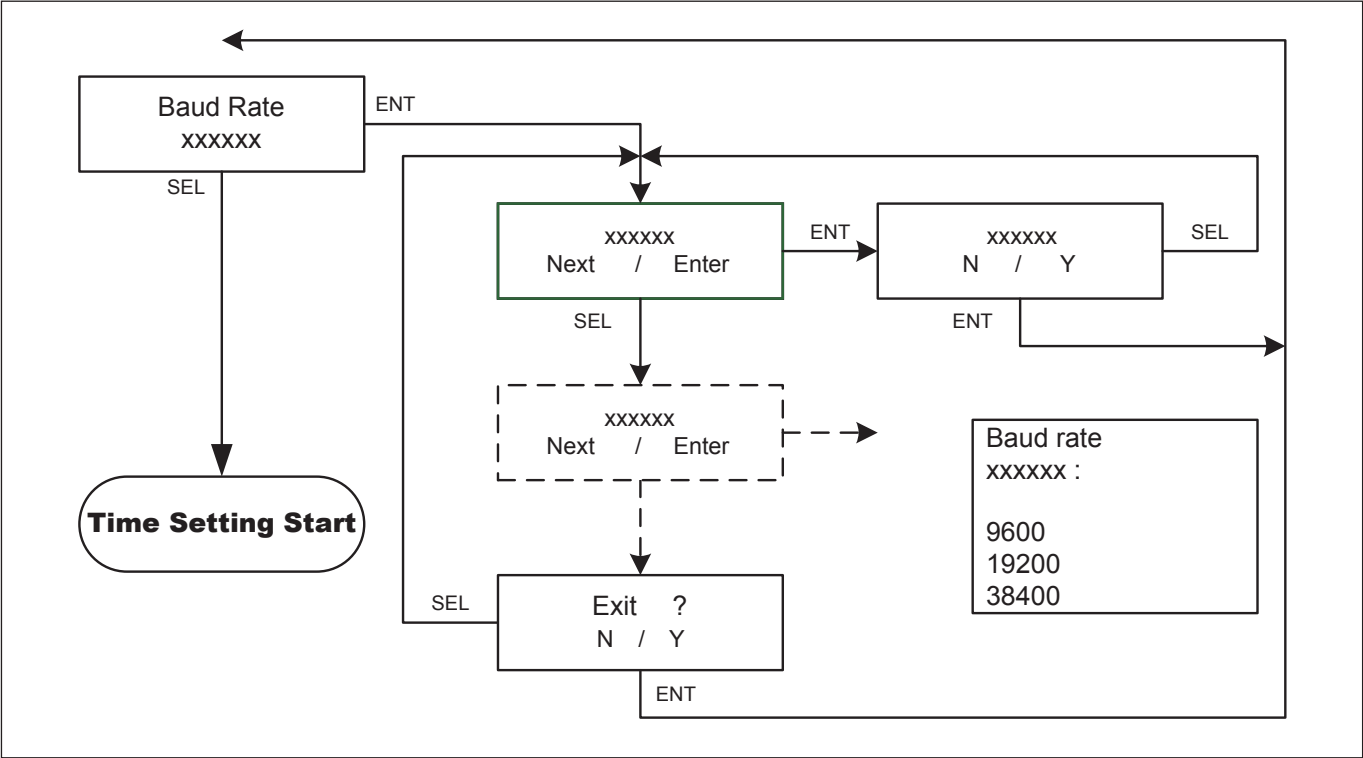 Baud Rate
xxxxxx
ENT
SEL
xxxxxx
Next / Enter
ENT
xxxxxx
N / Y
SEL
SEL
ENT
xxxxxx
Next / Enter
Time Setting Start
Baud rate
xxxxxx :
9600
19200
38400
SEL
Exit ?
N / Y
ENT